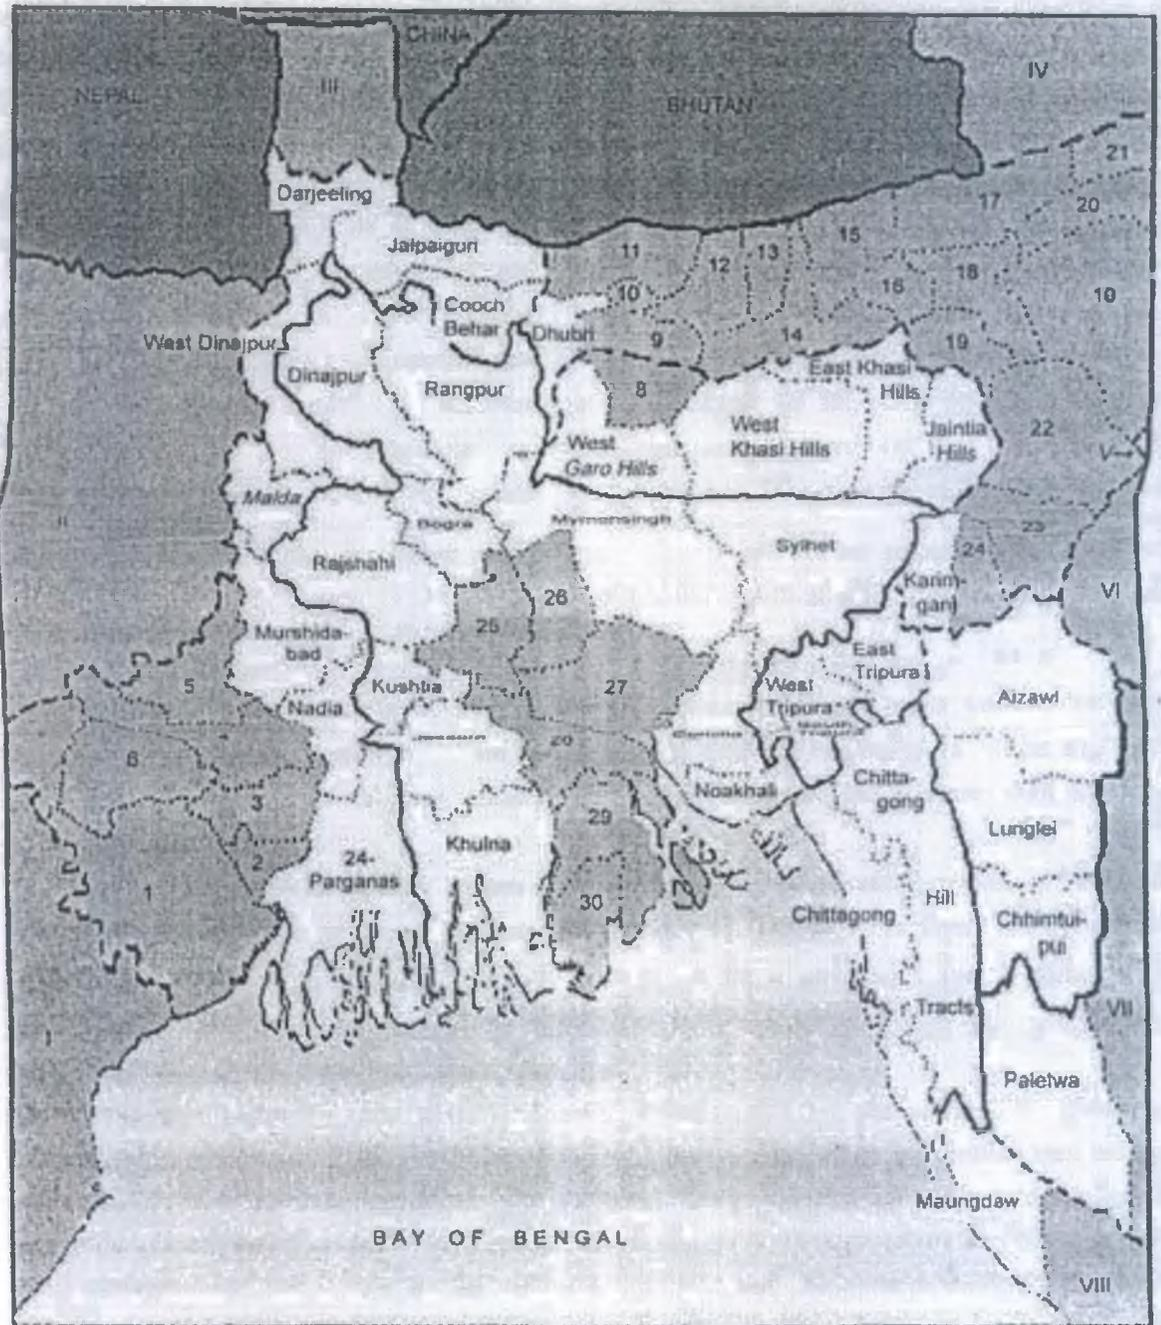 CHINA
NEPAL
III
BHUTAN
IV
21
Darjeeling
17
20
Jalpaiguri
11
12
13
15
18
10
16
10
Cooch
Behar
Dhubri
West Dinajpur
9
14
19
Dinajpur
Rangpur
8
East Khasi
Hills
West
Khasi Hills
Jaintia
Hills
22
V
West
Garo Hills
Malda
II
Bogra
Mymensingh
23
Rajshahi
Sylhet
24
Karim-
ganj
VI
26
25
Murshida-
bad
East
Tripura
5
Kushtia
27
West
Tripura
Aizawl
Nadia
6
Noakhali
Chitta-
gong
3
29
Lunglei
Khulna
2
24-
Parganas
1
30
Hill
Chittagong
Chhimtui-
pui
Tracts
VII
I
Paletwa
Maungdaw
BAY OF BENGAL
VIII